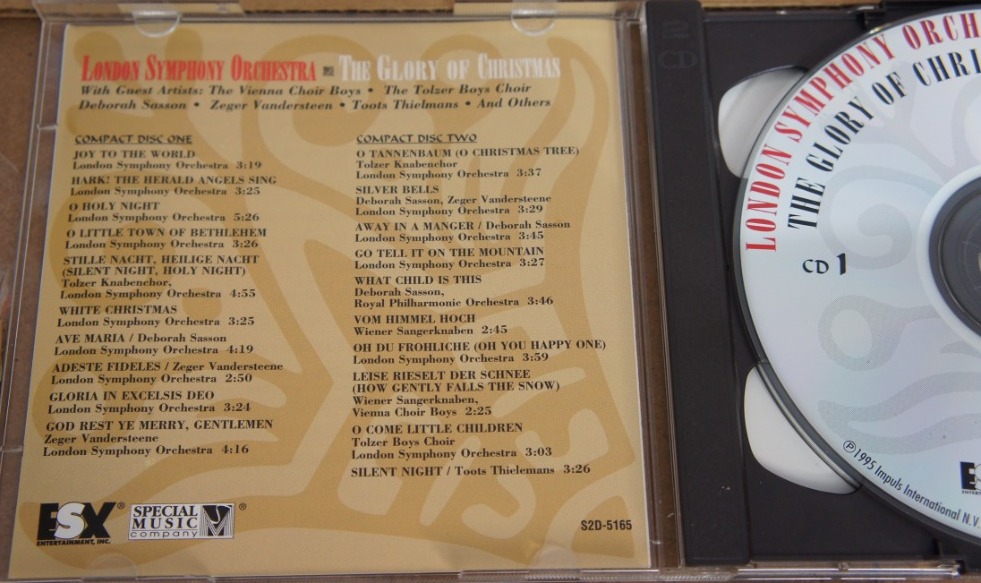 LONDON SYMPHONY ORCHESTRA THE GLORY OF CHRISTMAS
With Guest Artists: The Vienna Choir Boys • The Tolzer Boys Choir
Deborah Sasson • Zeger Vandersteen • Toots Thielmans • And Others
COMPACT DISC ONE
JOY TO THE WORLD
London Symphony Orchestra 3:19
HARK! THE HERALD ANGELS SING
London Symphony Orchestra 3:25
O HOLY NIGHT
London Symphony Orchestra 5:26
O LITTLE TOWN OF BETHLEHEM
London Symphony Orchestra 3:26
STILLE NACHT, HEILIGE NACHT
(SILENT NIGHT, HOLY NIGHT)
Tolzer Knabenchor,
London Symphony Orchestra 4:55
WHITE CHRISTMAS
London Symphony Orchestra 3:25
AVE MARIA / Deborah Sasson
London Symphony Orchestra 4:19
ADESTE FIDELES / Zeger Vandersteene
London Symphony Orchestra 2:50
GLORIA IN EXCELSIS DEO
London Symphony Orchestra 3:24
GOD REST YE MERRY, GENTLEMEN
Zeger Vandersteene
London Symphony Orchestra 4:16
COMPACT DISC TWO
O TANNENBAUM (O CHRISTMAS TREE)
Tolzer Knabenchor
London Symphony Orchestra 3:37
SILVER BELLS
Deborah Sasson, Zeger Vandersteene
London Symphony Orchestra 3:29
AWAY IN A MANGER / Deborah Sasson
London Symphony Orchestra 3:45
GO TELL IT ON THE MOUNTAIN
London Symphony Orchestra 3:27
WHAT CHILD IS THIS
Deborah Sasson,
Royal Philharmonic Orchestra 3:46
VOM HIMMEL HOCH
Wiener Sangerknaben 2:45
OH DU FROHLICHE (OH YOU HAPPY ONE)
London Symphony Orchestra 3:59
LEISE RIESELT DER SCHNEE
(HOW GENTLY FALLS THE SNOW)
Wiener Sangerknaben,
Vienna Choir Boys 2:25
O COME LITTLE CHILDREN
Tolzer Boys Choir
London Symphony Orchestra 3:03
SILENT NIGHT / Toots Thielemans 3:26
ESX®
ENTERTAINMENT, INC.
SPECIAL
MUSIC
company
®
S2D-5165
LONDON SYMPHONY ORCH
THE GLORY OF CHRI
CD 1
℗ 1995 Impuls International N.V.
ES